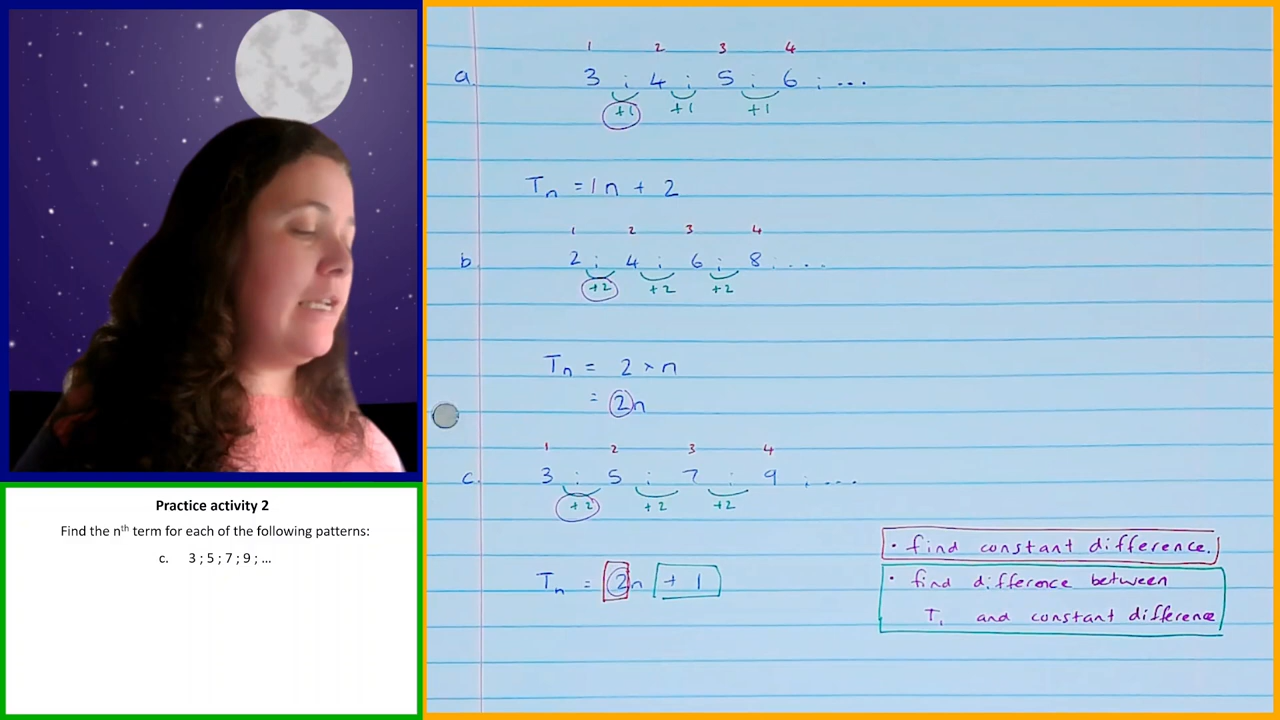 1 2 3 4
a. 3 ; 4 ; 5 ; 6 ; ...
+1 +1 +1
Tn = 1n + 2
1 2 3 4
b. 2 ; 4 ; 6 ; 8 ; ...
+2 +2 +2
Tn = 2 × n
= 2n
1 2 3 4
c. 3 ; 5 ; 7 ; 9 ; ...
+2 +2 +2
Tn = 2n + 1
• find constant difference.
• find difference between
T1 and constant difference
Practice activity 2
Find the nth term for each of the following patterns:
c. 3 ; 5 ; 7 ; 9 ; ...